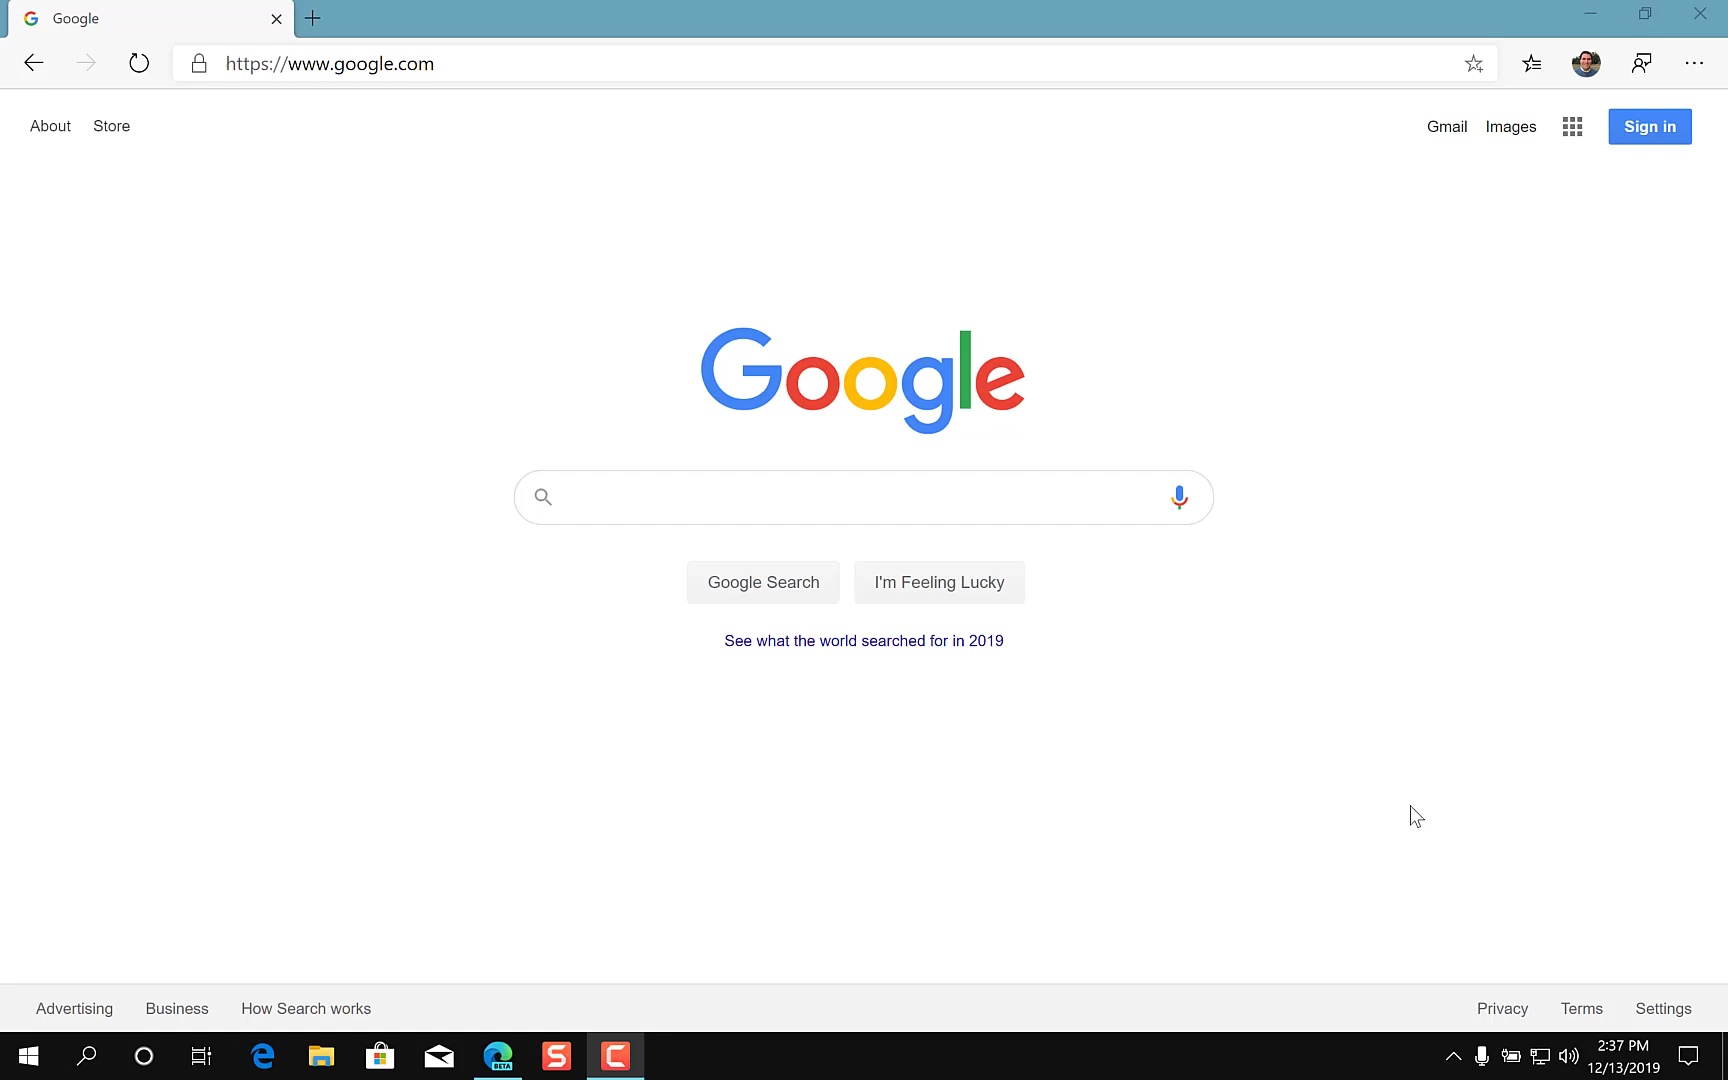 Google
https://www.google.com
About Store
Gmail Images Sign in
Google
Google Search I'm Feeling Lucky
See what the world searched for in 2019
Advertising Business How Search works
Privacy Terms Settings
BETA
2:37 PM
12/13/2019